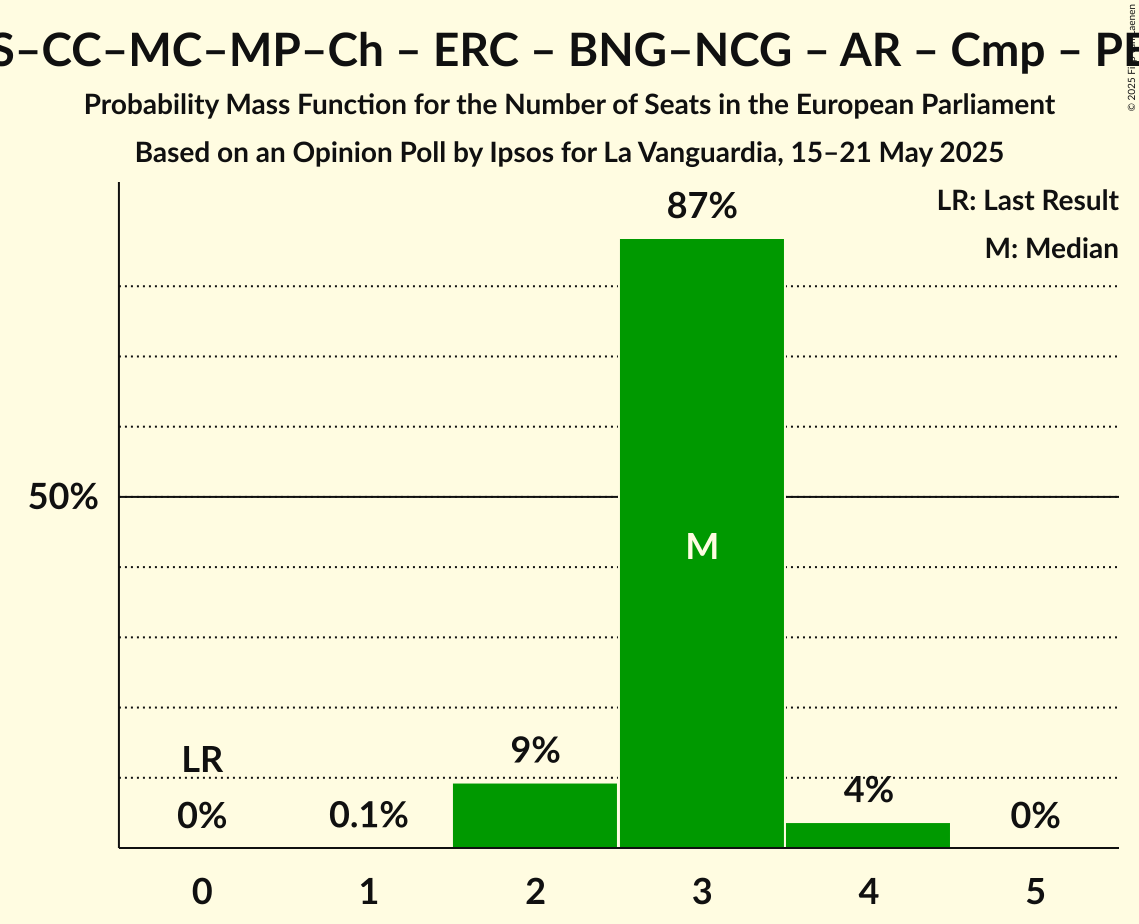 S–CC–MC–MP–Ch – ERC – BNG–NCG – AR – Cmp –
Probability Mass Function for the Number of Seats in the European Parliament
Based on an Opinion Poll by Ipsos for La Vanguardia, 15–21 May 2025
© 2025
LR: Last Result
M: Median
87%
50%
M
9%
LR
4%
0%
0.1%
0%
0 1 2 3 4 5